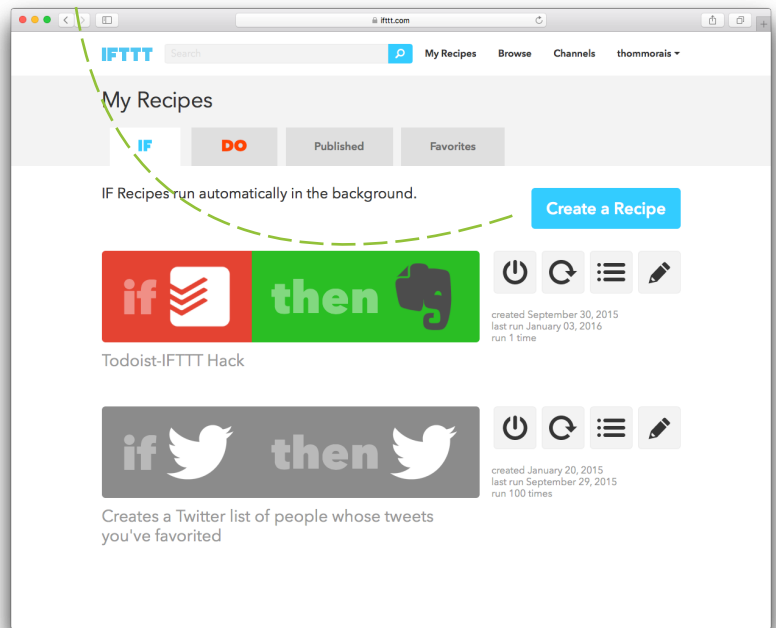 ifttt.com
IFTTT Search My Recipes Browse Channels thommorais
My Recipes
IF DO Published Favorites
IF Recipes run automatically in the background.
Create a Recipe
if then
created September 30, 2015
last run January 03, 2016
run 1 time
Todoist-IFTTT Hack
if then
created January 20, 2015
last run September 29, 2015
run 100 times
Creates a Twitter list of people whose tweets
you've favorited